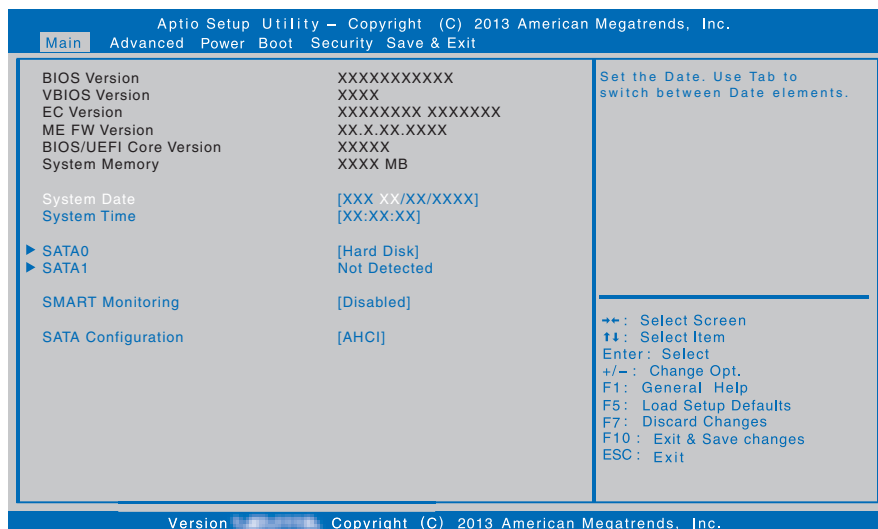 Aptio Setup Utility – Copyright (C) 2013 American Megatrends, Inc.
Main Advanced Power Boot Security Save & Exit
BIOS Version XXXXXXXXXXX
VBIOS Version XXXX
EC Version XXXXXXXX XXXXXXX
ME FW Version XX.X.XX.XXXX
BIOS/UEFI Core Version XXXXX
System Memory XXXX MB
System Date [XXX XX/XX/XXXX]
System Time [XX:XX:XX]
SATA0 [Hard Disk]
SATA1 Not Detected
SMART Monitoring [Disabled]
SATA Configuration [AHCI]
Set the Date. Use Tab to
switch between Date elements.
→←: Select Screen
↑↓: Select Item
Enter: Select
+/–: Change Opt.
F1: General Help
F5: Load Setup Defaults
F7: Discard Changes
F10 : Exit & Save changes
ESC : Exit
Version Copyright (C) 2013 American Megatrends, Inc.